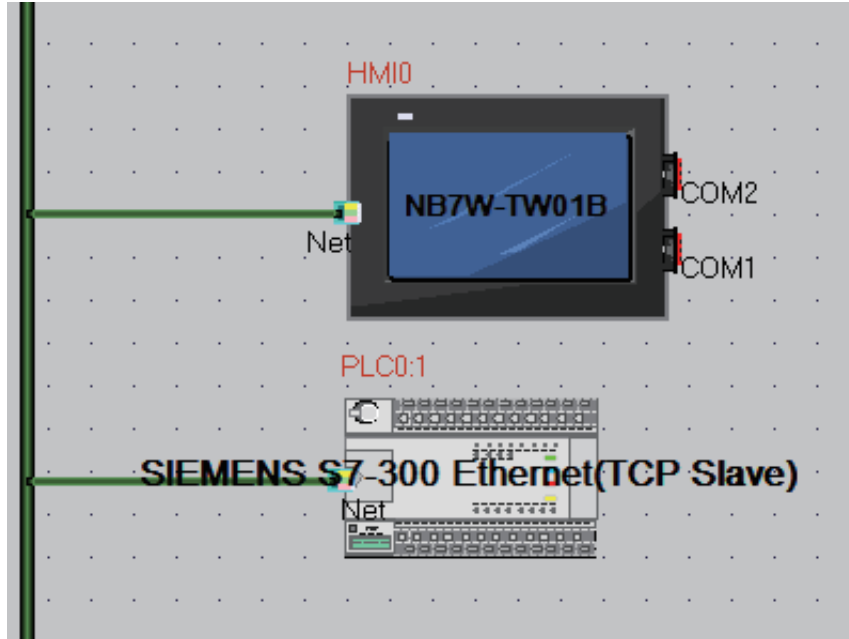 HMI0
NB7W-TW01B
COM2
Net
COM1
PLC0:1
SIEMENS S7-300 Ethernet(TCP Slave)
Net